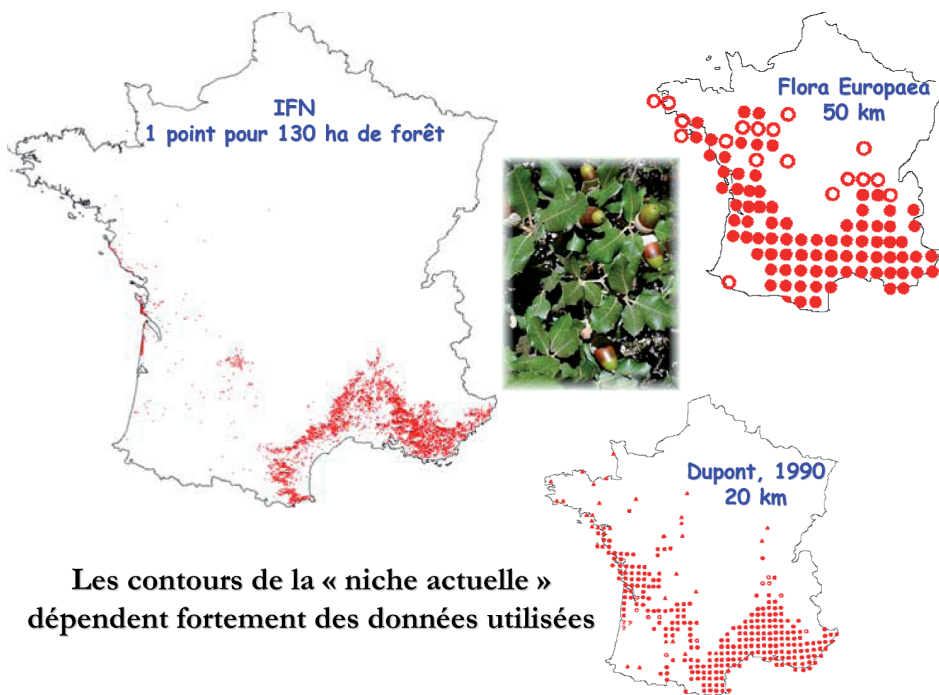 IFN
1 point pour 130 ha de forêt
Flora Europaea
50 km
Dupont, 1990
20 km
Les contours de la « niche actuelle »
dépendent fortement des données utilisées